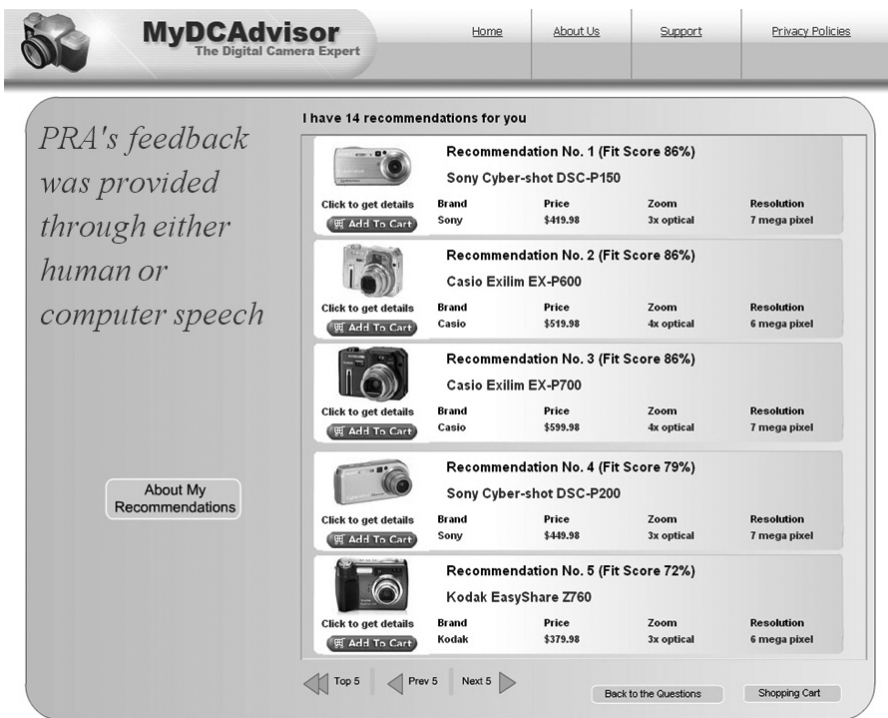 MyDCAdvisor
The Digital Camera Expert
Home About Us Support Privacy Policies
PRA's feedback
was provided
through either
human or
computer speech
About My
Recommendations
I have 14 recommendations for you
Recommendation No. 1 (Fit Score 86%)
Sony Cyber-shot DSC-P150
Click to get details Brand Price Zoom Resolution
Add To Cart Sony $419.98 3x optical 7 mega pixel
Recommendation No. 2 (Fit Score 86%)
Casio Exilim EX-P600
Click to get details Brand Price Zoom Resolution
Add To Cart Casio $519.98 4x optical 6 mega pixel
Recommendation No. 3 (Fit Score 86%)
Casio Exilim EX-P700
Click to get details Brand Price Zoom Resolution
Add To Cart Casio $599.98 4x optical 7 mega pixel
Recommendation No. 4 (Fit Score 79%)
Sony Cyber-shot DSC-P200
Click to get details Brand Price Zoom Resolution
Add To Cart Sony $449.98 3x optical 7 mega pixel
Recommendation No. 5 (Fit Score 72%)
Kodak EasyShare Z760
Click to get details Brand Price Zoom Resolution
Add To Cart Kodak $379.98 3x optical 6 mega pixel
Top 5 Prev 5 Next 5
Back to the Questions Shopping Cart